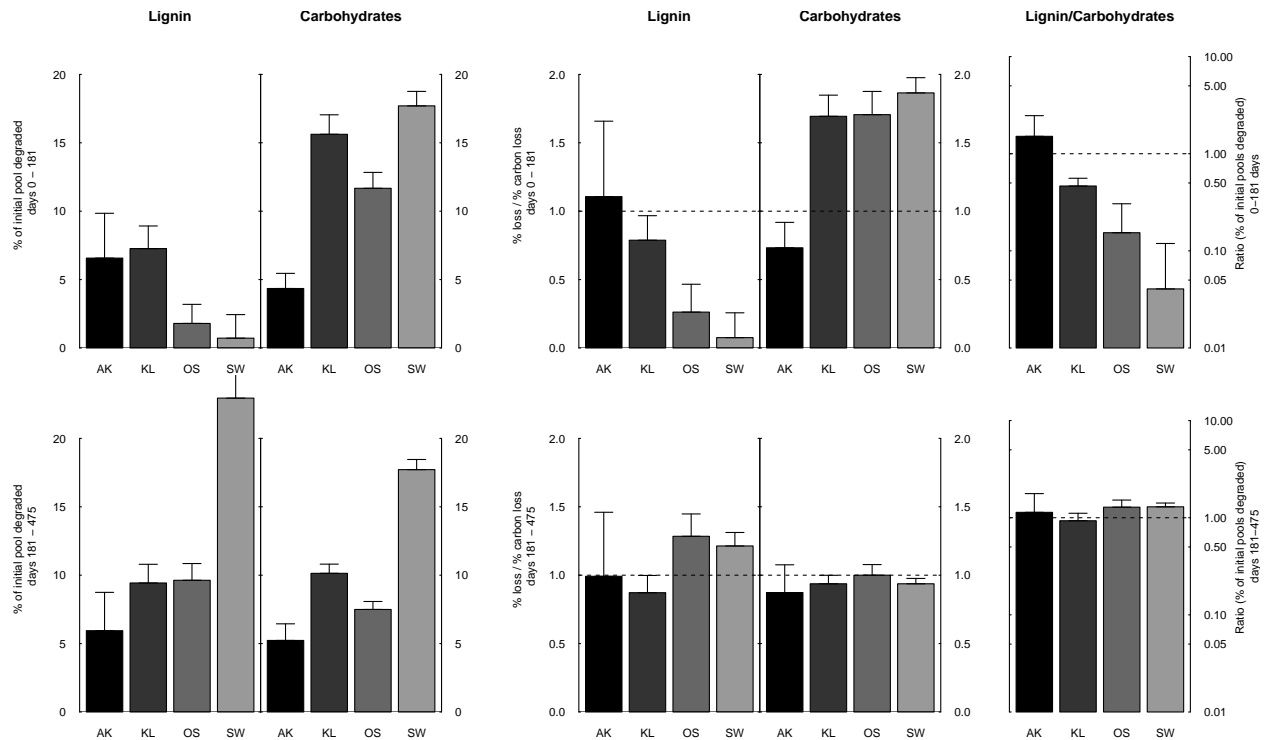 Lignin Carbohydrates Lignin Carbohydrates Lignin/Carbohydrates
% of initial pool degraded
days 0 – 181
20 20
15 15
10 10
5 5
0 0
AK KL OS SW AK KL OS SW
% loss / % carbon loss
days 0 – 181
2.0 2.0
1.5 1.5
1.0 1.0
0.5 0.5
0.0 0.0
AK KL OS SW AK KL OS SW
10.00
5.00
1.00
0.50
0.10
0.05
0.01
Ratio (% of initial pools degraded)
0–181 days
AK KL OS SW
% of initial pool degraded
days 181 – 475
20 20
15 15
10 10
5 5
0 0
AK KL OS SW AK KL OS SW
% loss / % carbon loss
days 181 – 475
2.0 2.0
1.5 1.5
1.0 1.0
0.5 0.5
0.0 0.0
AK KL OS SW AK KL OS SW
10.00
5.00
1.00
0.50
0.10
0.05
0.01
Ratio (% of initial pools degraded)
days 181–475
AK KL OS SW